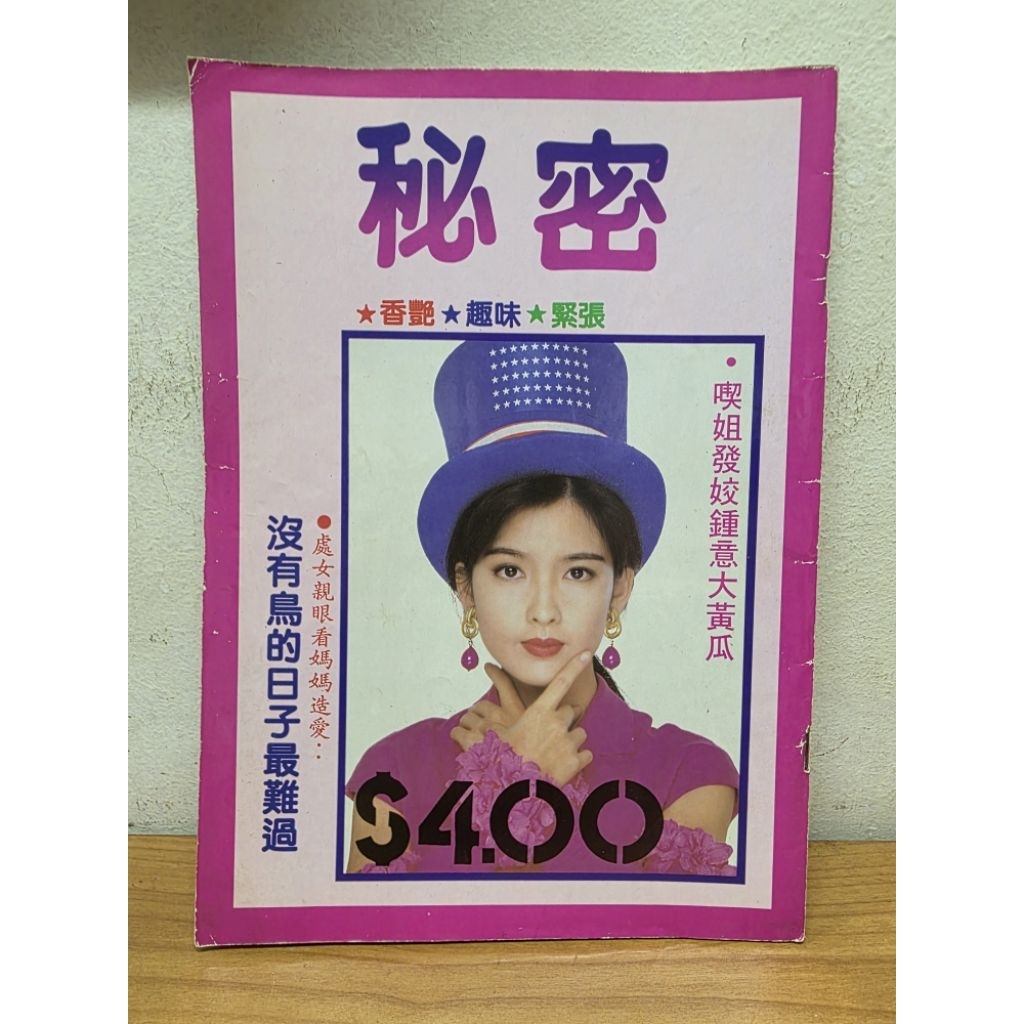 秘密
★香艷★趣味★緊張
•喫姐發姣鍾意大黃瓜
●處女親眼看媽媽造愛‥
沒有鳥的日子最難過
$4.00